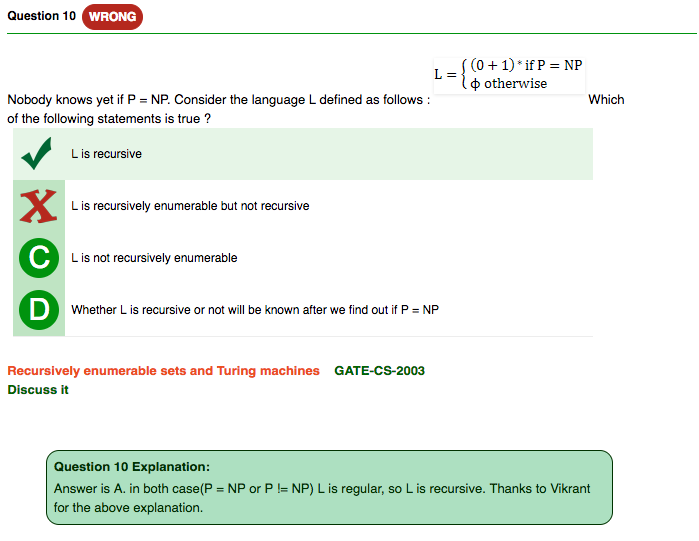 Question 10 WRONG
L = { (0 + 1) * if P = NP
ф otherwise
Nobody knows yet if P = NP. Consider the language L defined as follows : Which
of the following statements is true ?
L is recursive
X L is recursively enumerable but not recursive
C L is not recursively enumerable
D Whether L is recursive or not will be known after we find out if P = NP
Recursively enumerable sets and Turing machines GATE-CS-2003
Discuss it
Question 10 Explanation:
Answer is A. in both case(P = NP or P != NP) L is regular, so L is recursive. Thanks to Vikrant
for the above explanation.